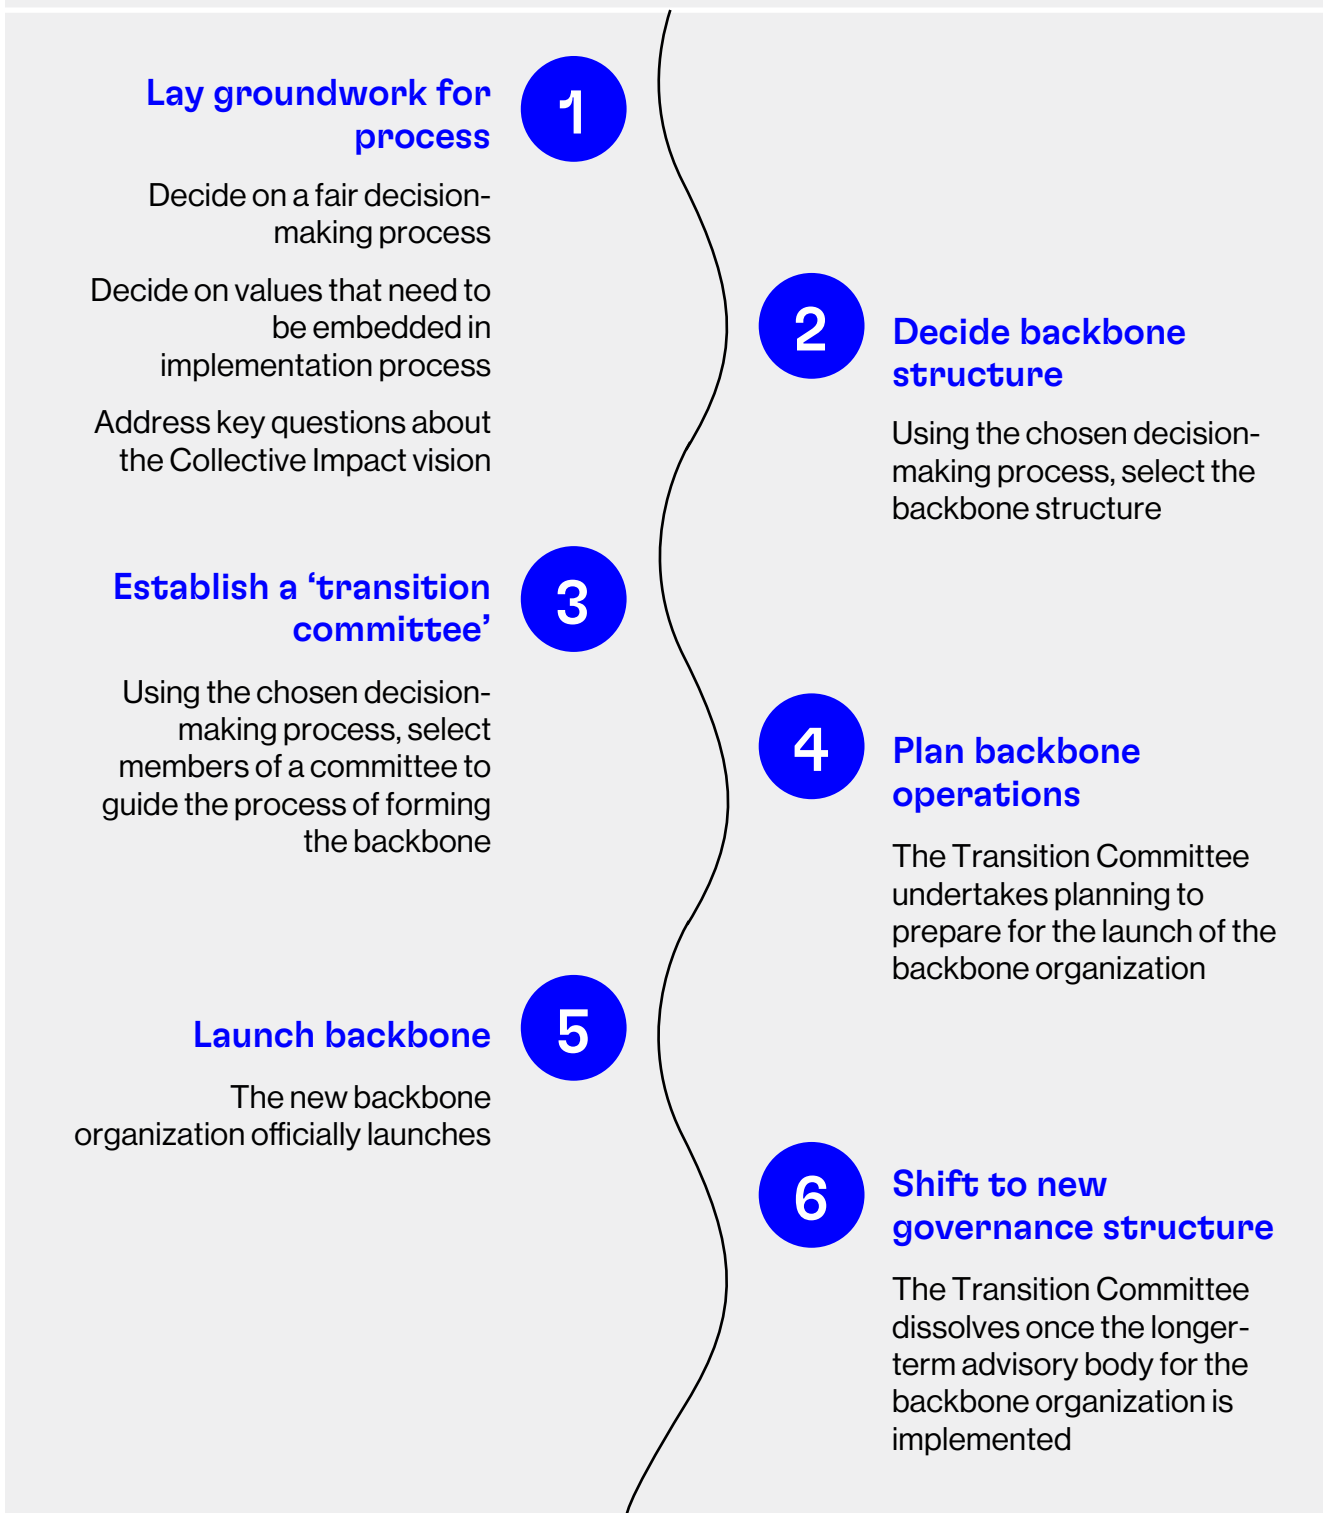 1
Lay groundwork for
process
Decide on a fair decision-
making process
Decide on values that need to
be embedded in
implementation process
Address key questions about
the Collective Impact vision
2
Decide backbone
structure
Using the chosen decision-
making process, select the
backbone structure
3
Establish a ‘transition
committee’
Using the chosen decision-
making process, select
members of a committee to
guide the process of forming
the backbone
4
Plan backbone
operations
The Transition Committee
undertakes planning to
prepare for the launch of the
backbone organization
5
Launch backbone
The new backbone
organization officially launches
6
Shift to new
governance structure
The Transition Committee
dissolves once the longer-
term advisory body for the
backbone organization is
implemented